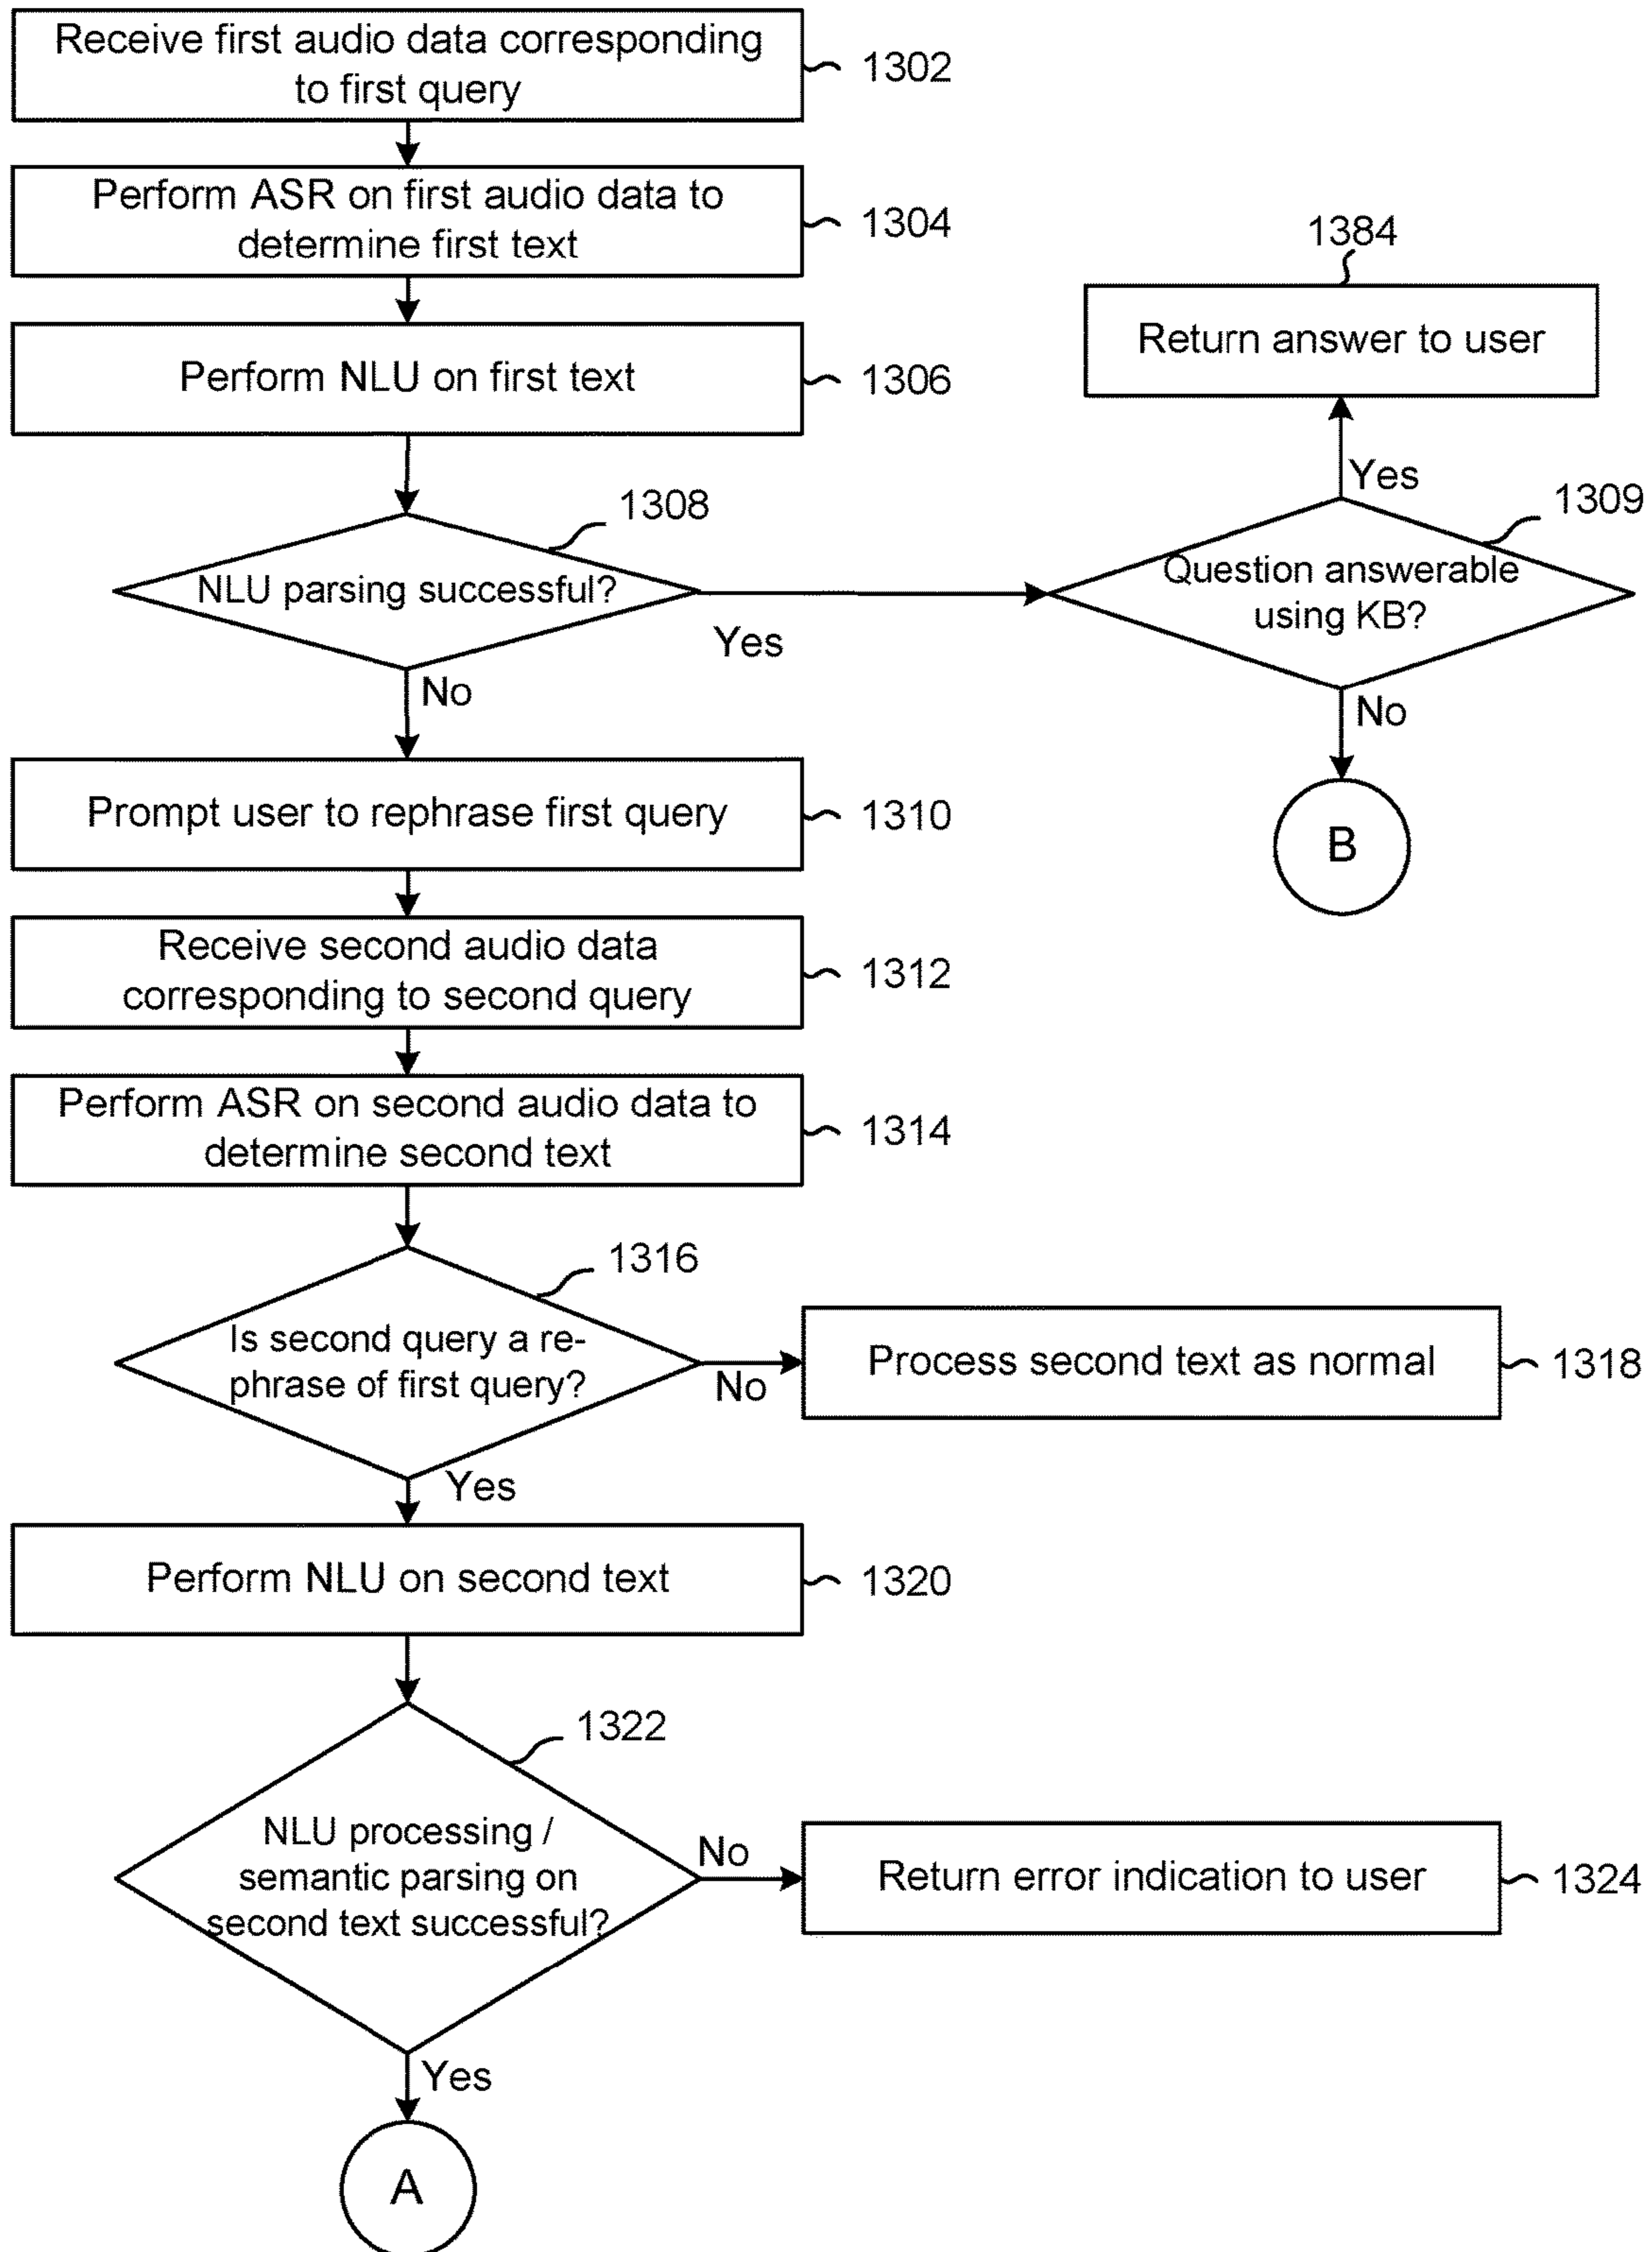 Receive first audio data corresponding
to first query
1302
Perform ASR on first audio data to
determine first text
1304
1384
Return answer to user
Perform NLU on first text
1306
Yes
1309
1308
NLU parsing successful?
Yes
Question answerable
using KB?
No
No
Prompt user to rephrase first query
1310
B
Receive second audio data
corresponding to second query
1312
Perform ASR on second audio data to
determine second text
1314
1316
Is second query a re-
phrase of first query?
No
Process second text as normal
1318
Yes
Perform NLU on second text
1320
1322
NLU processing /
semantic parsing on
second text successful?
No
Return error indication to user
1324
Yes
A